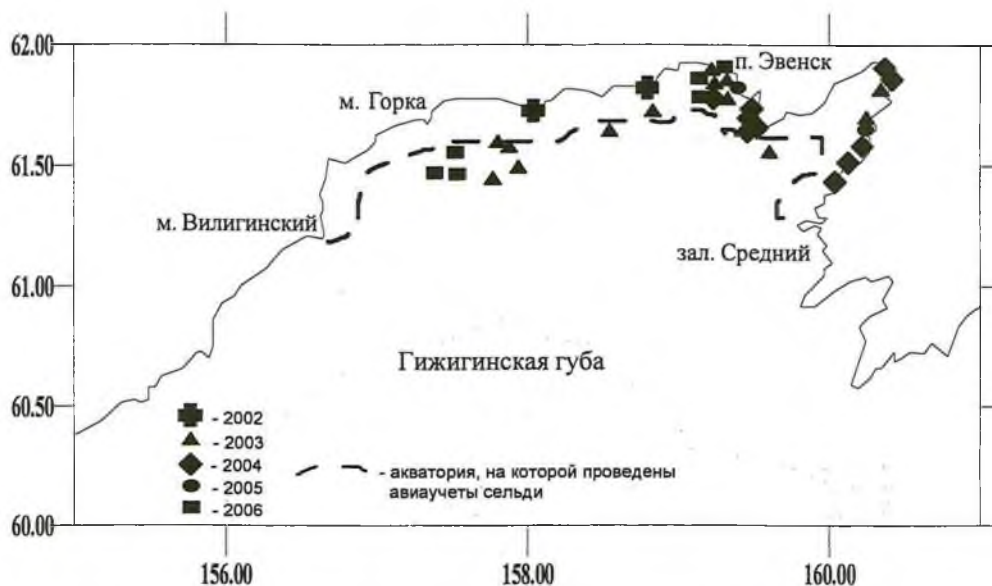 62.00
п. Эвенск
м. Горка
61.50
м. Вилигинский
зал. Средний
61.00
Гижигинская губа
60.50
- 2002
- 2003
- 2004
- акватория, на которой проведены
авиаучеты сельди
- 2005
- 2006
60.00
156.00
158.00
160.00